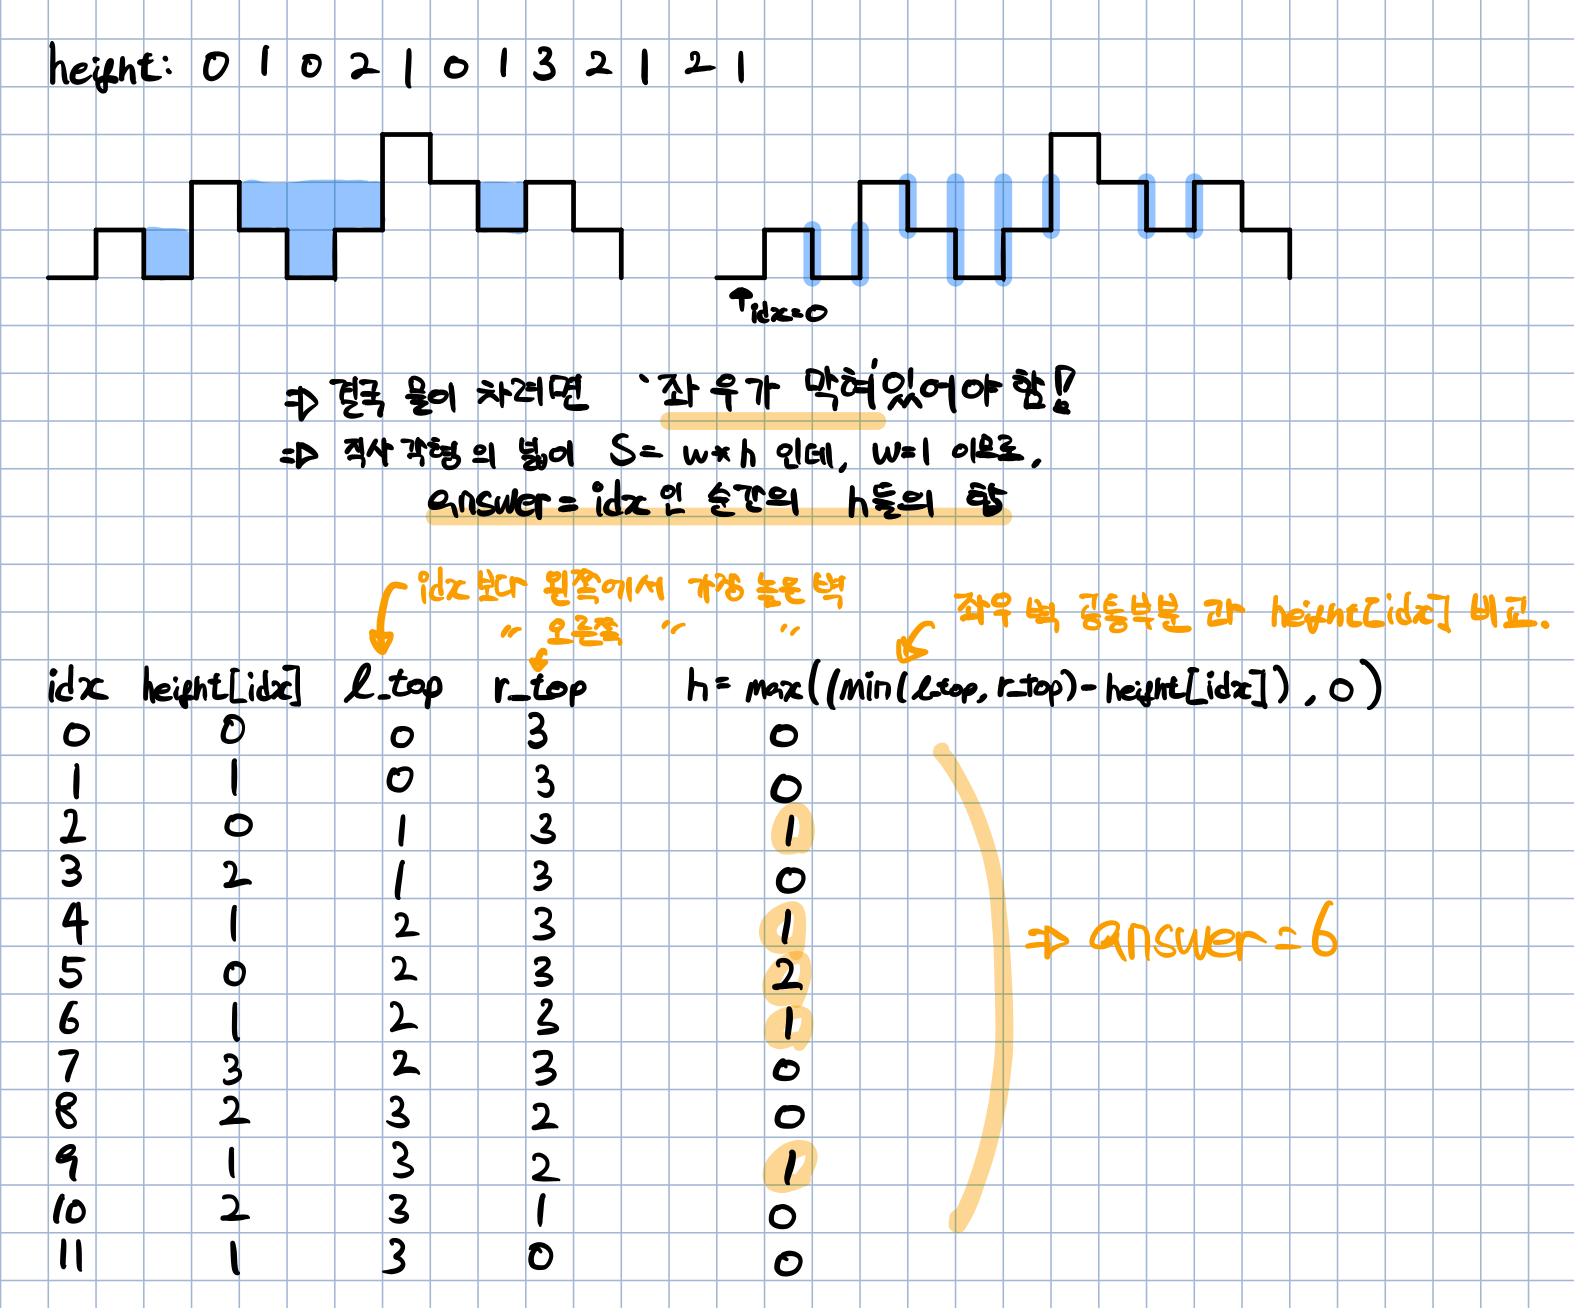 height: 0 1 0 2 1 0 1 3 2 1 2 1
idx=0
⇒ 결국 물이 차려면 '좌우가 막혀'있어야 함!
⇒ 직사각형의 넓이 S= w*h 인데, w=1 이므로,
answer = idx인 순간의 h들의 합
idx보다 왼쪽에서 가장 높은 벽
〃 오른쪽 〃 〃
좌우 벽 공통부분 과 height[idx] 비교.
idx height[idx] l_top r_top h= max((min(l_top, r_top)-height[idx]), 0)
0 0 0 3 0
1 1 0 3 0
2 0 1 3 1
3 2 1 3 0
4 1 2 3 1
5 0 2 3 2
6 1 2 3 1
7 3 2 3 0
8 2 3 2 0
9 1 3 2 1
10 2 3 1 0
11 1 3 0 0
⇒ answer = 6